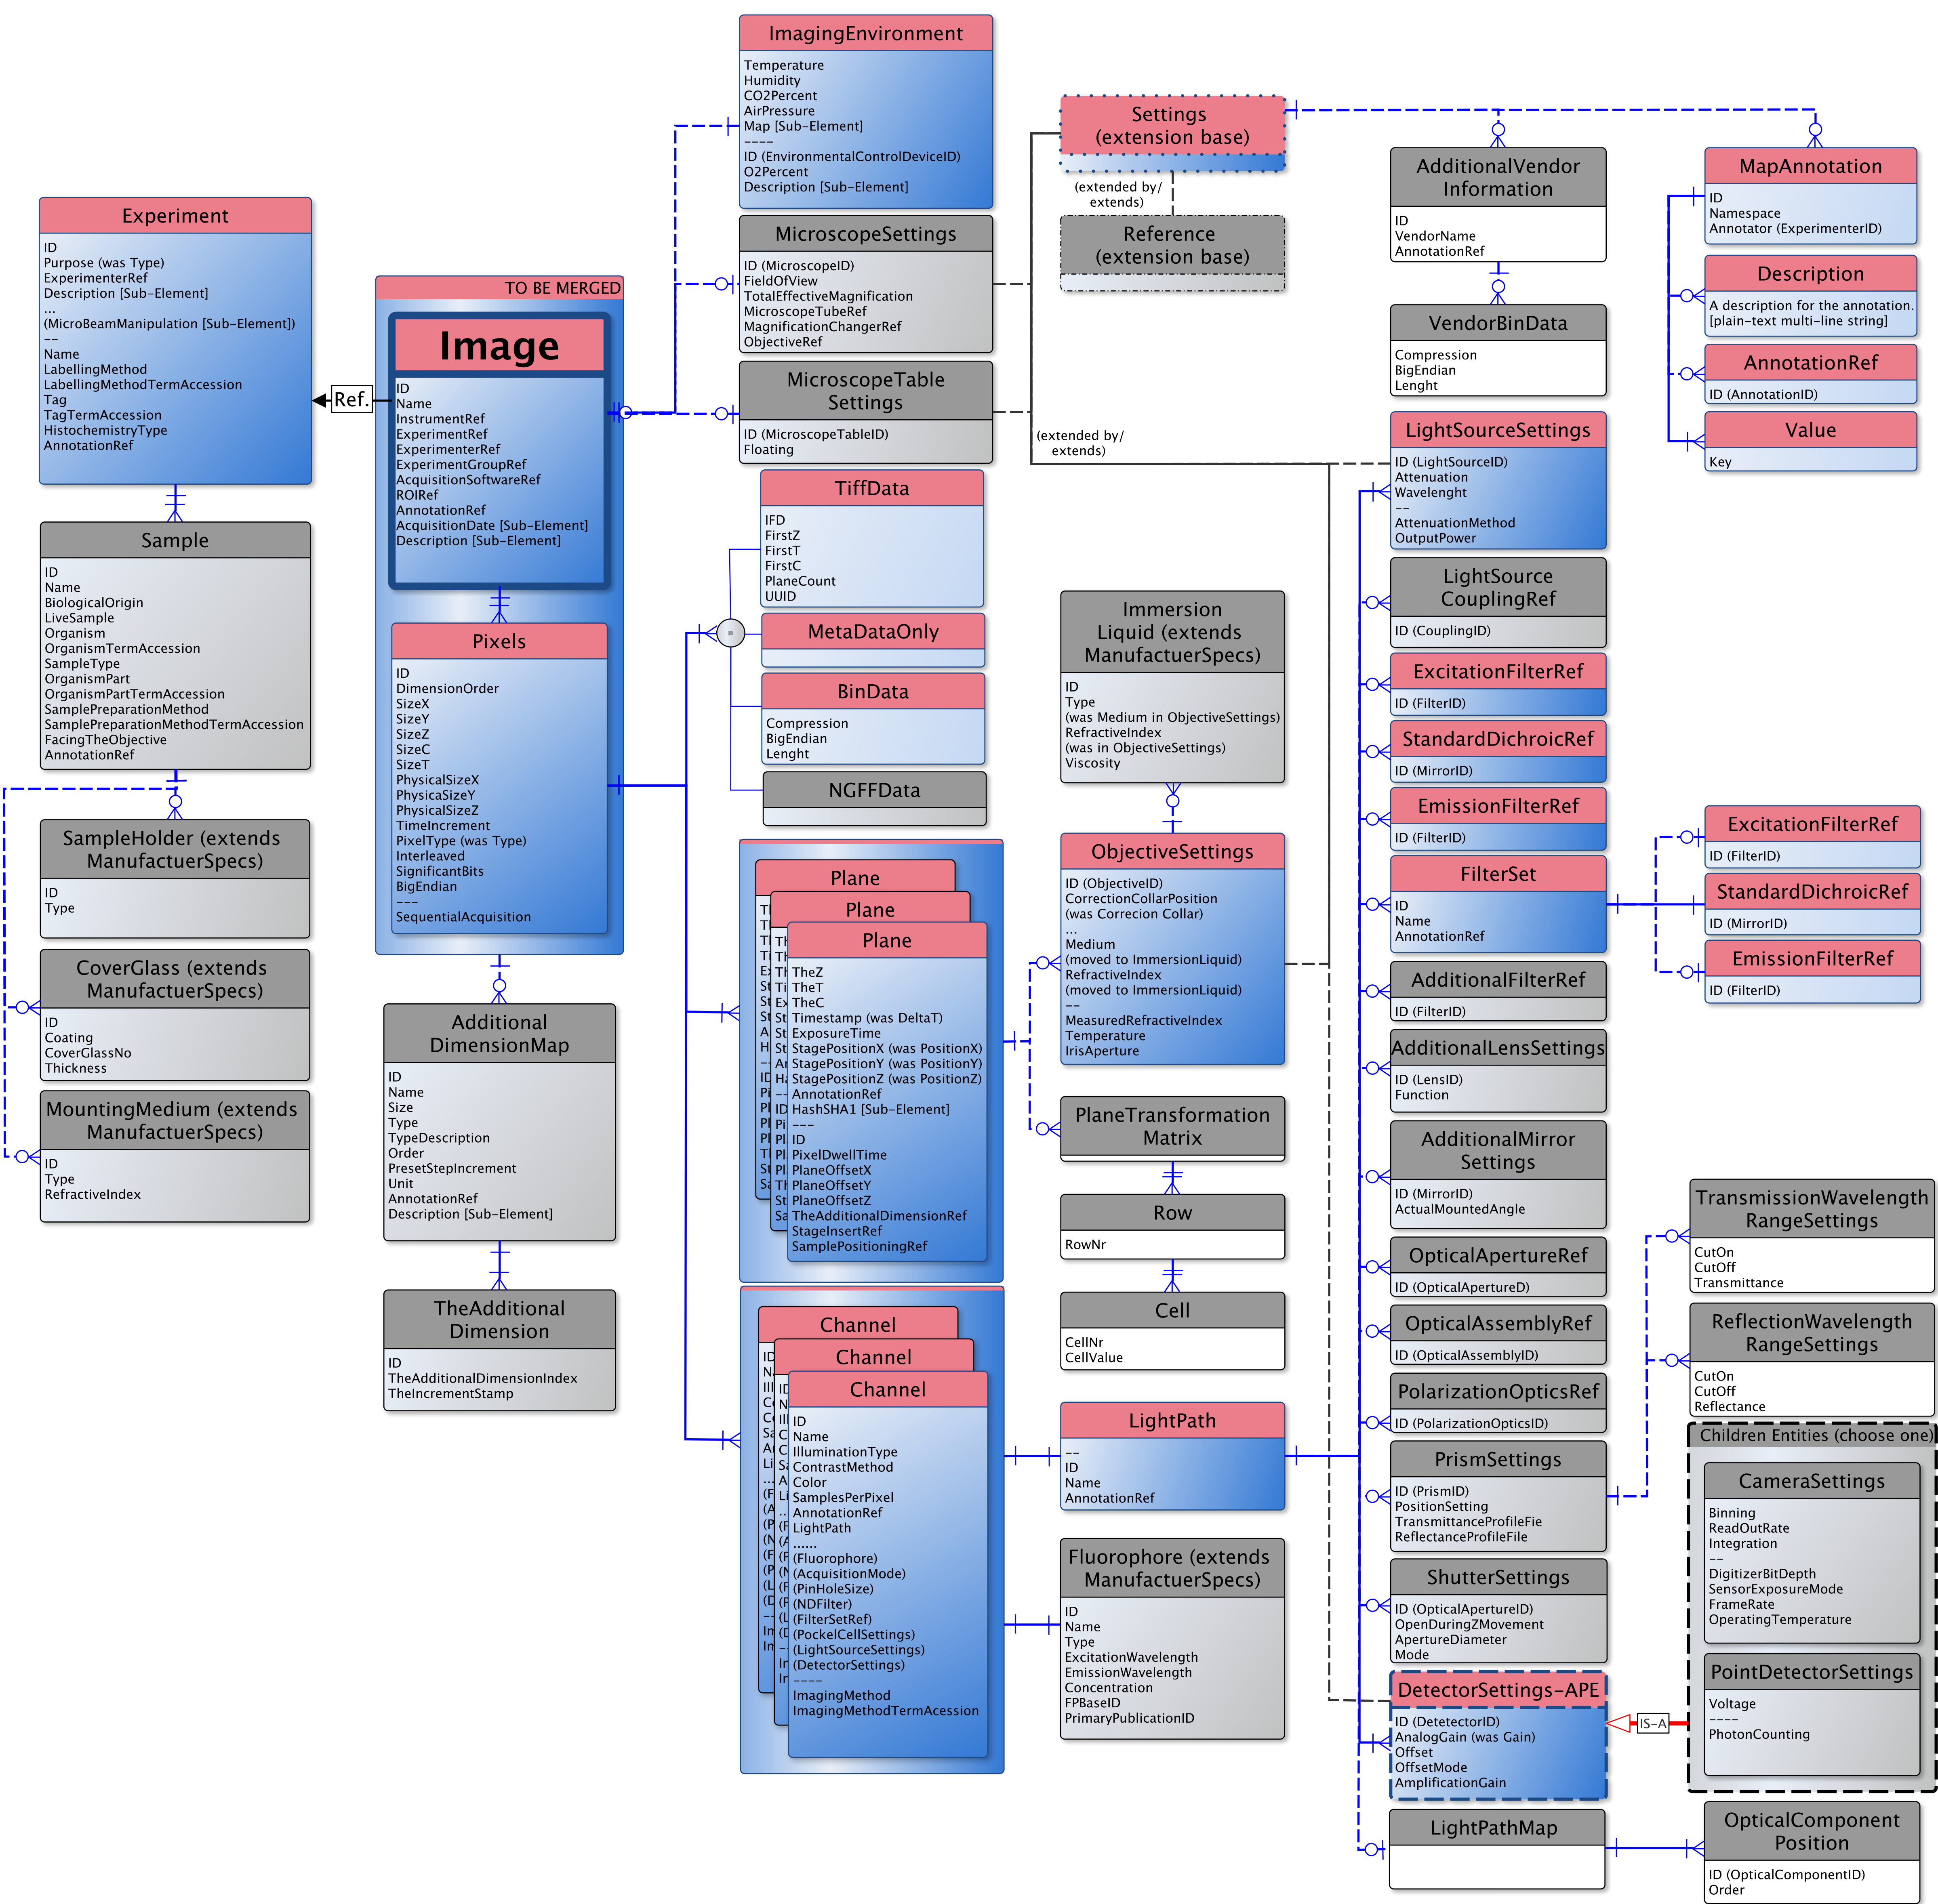 ImagingEnvironment
Temperature
Humidity
CO2Percent
AirPressure
Map [Sub-Element]
----
ID (EnvironmentalControlDeviceID)
O2Percent
Description [Sub-Element]
Experiment
ID
Purpose (was Type)
ExperimenterRef
Description [Sub-Element]
...
(MicroBeamManipulation [Sub-Element])
--
Name
LabellingMethod
LabellingMethodTermAccession
Tag
TagTermAccession
HistochemistryType
AnnotationRef
Ref.
Sample
ID
Name
BiologicalOrigin
LiveSample
Organism
OrganismTermAccession
SampleType
OrganismPart
OrganismPartTermAccession
SamplePreparationMethod
SamplePreparationMethodTermAccession
FacingTheObjective
AnnotationRef
SampleHolder (extends
ManufactuerSpecs)
ID
Type
CoverGlass (extends
ManufactuerSpecs)
ID
Coating
CoverGlassNo
Thickness
MountingMedium (extends
ManufactuerSpecs)
ID
Type
RefractiveIndex
TO BE MERGED
Image
ID
Name
InstrumentRef
ExperimentRef
ExperimenterRef
ExperimentGroupRef
AcquisitionSoftwareRef
ROIRef
AnnotationRef
AcquisitionDate [Sub-Element]
Description [Sub-Element]
Pixels
ID
DimensionOrder
SizeX
SizeY
SizeZ
SizeC
SizeT
PhysicalSizeX
PhysicaSizeY
PhysicalSizeZ
TimeIncrement
PixelType (was Type)
Interleaved
SignificantBits
BigEndian
---
SequentialAcquisition
Additional
DimensionMap
ID
Name
Size
Type
TypeDescription
Order
PresetStepIncrement
Unit
AnnotationRef
Description [Sub-Element]
TheAdditional
Dimension
ID
TheAdditionalDimensionIndex
TheIncrementStamp
MicroscopeSettings
ID (MicroscopeID)
FieldOfView
TotalEffectiveMagnification
MicroscopeTubeRef
MagnificationChangerRef
ObjectiveRef
MicroscopeTable
Settings
ID (MicroscopeTableID)
Floating
TiffData
IFD
FirstZ
FirstT
FirstC
PlaneCount
UUID
MetaDataOnly
BinData
Compression
BigEndian
Lenght
NGFFData
Plane
Plane
Plane
TheZ
TheT
TheC
Timestamp (was DeltaT)
ExposureTime
StagePositionX (was PositionX)
StagePositionY (was PositionY)
StagePositionZ (was PositionZ)
AnnotationRef
HashSHA1 [Sub-Element]
---
ID
PixelDwellTime
PlaneOffsetX
PlaneOffsetY
PlaneOffsetZ
TheAdditionalDimensionRef
StageInsertRef
SamplePositioningRef
Channel
Channel
Channel
ID
Name
IlluminationType
ContrastMethod
Color
SamplesPerPixel
AnnotationRef
LightPath
......
(Fluorophore)
(AcquisitionMode)
(PinHoleSize)
(NDFilter)
(FilterSetRef)
(PockelCellSettings)
(LightSourceSettings)
(DetectorSettings)
----
ImagingMethod
ImagingMethodTermAcession
Settings
(extension base)
(extended by/
extends)
Reference
(extension base)
(extended by/
extends)
Immersion
Liquid (extends
ManufactuerSpecs)
ID
Type
(was Medium in ObjectiveSettings)
RefractiveIndex
(was in ObjectiveSettings)
Viscosity
ObjectiveSettings
ID (ObjectiveID)
CorrectionCollarPosition
(was Correcion Collar)
...
Medium
(moved to ImmersionLiquid)
RefractiveIndex
(moved to ImmersionLiquid)
--
MeasuredRefractiveIndex
Temperature
IrisAperture
PlaneTransformation
Matrix
Row
RowNr
Cell
CellNr
CellValue
LightPath
--
ID
Name
AnnotationRef
Fluorophore (extends
ManufactuerSpecs)
ID
Name
Type
ExcitationWavelength
EmissionWavelength
Concentration
FPBaseID
PrimaryPublicationID
AdditionalVendor
Information
ID
VendorName
AnnotationRef
VendorBinData
Compression
BigEndian
Lenght
LightSourceSettings
ID (LightSourceID)
Attenuation
Wavelenght
--
AttenuationMethod
OutputPower
LightSource
CouplingRef
ID (CouplingID)
ExcitationFilterRef
ID (FilterID)
StandardDichroicRef
ID (MirrorID)
EmissionFilterRef
ID (FilterID)
FilterSet
ID
Name
AnnotationRef
AdditionalFilterRef
ID (FilterID)
AdditionalLensSettings
ID (LensID)
Function
AdditionalMirror
Settings
ID (MirrorID)
ActualMountedAngle
OpticalApertureRef
ID (OpticalApertureD)
OpticalAssemblyRef
ID (OpticalAssemblyID)
PolarizationOpticsRef
ID (PolarizationOpticsID)
PrismSettings
ID (PrismID)
PositionSetting
TransmittanceProfileFie
ReflectanceProfileFile
ShutterSettings
ID (OpticalApertureID)
OpenDuringZMovement
ApertureDiameter
Mode
DetectorSettings-APE
ID (DetetectorID)
AnalogGain (was Gain)
Offset
OffsetMode
AmplificationGain
LightPathMap
MapAnnotation
ID
Namespace
Annotator (ExperimenterID)
Description
A description for the annotation.
[plain-text multi-line string]
AnnotationRef
ID (AnnotationID)
Value
Key
ExcitationFilterRef
ID (FilterID)
StandardDichroicRef
ID (MirrorID)
EmissionFilterRef
ID (FilterID)
TransmissionWavelength
RangeSettings
CutOn
CutOff
Transmittance
ReflectionWavelength
RangeSettings
CutOn
CutOff
Reflectance
Children Entities (choose one)
CameraSettings
Binning
ReadOutRate
Integration
--
DigitizerBitDepth
SensorExposureMode
FrameRate
OperatingTemperature
PointDetectorSettings
Voltage
----
PhotonCounting
IS-A
OpticalComponent
Position
ID (OpticalComponentID)
Order